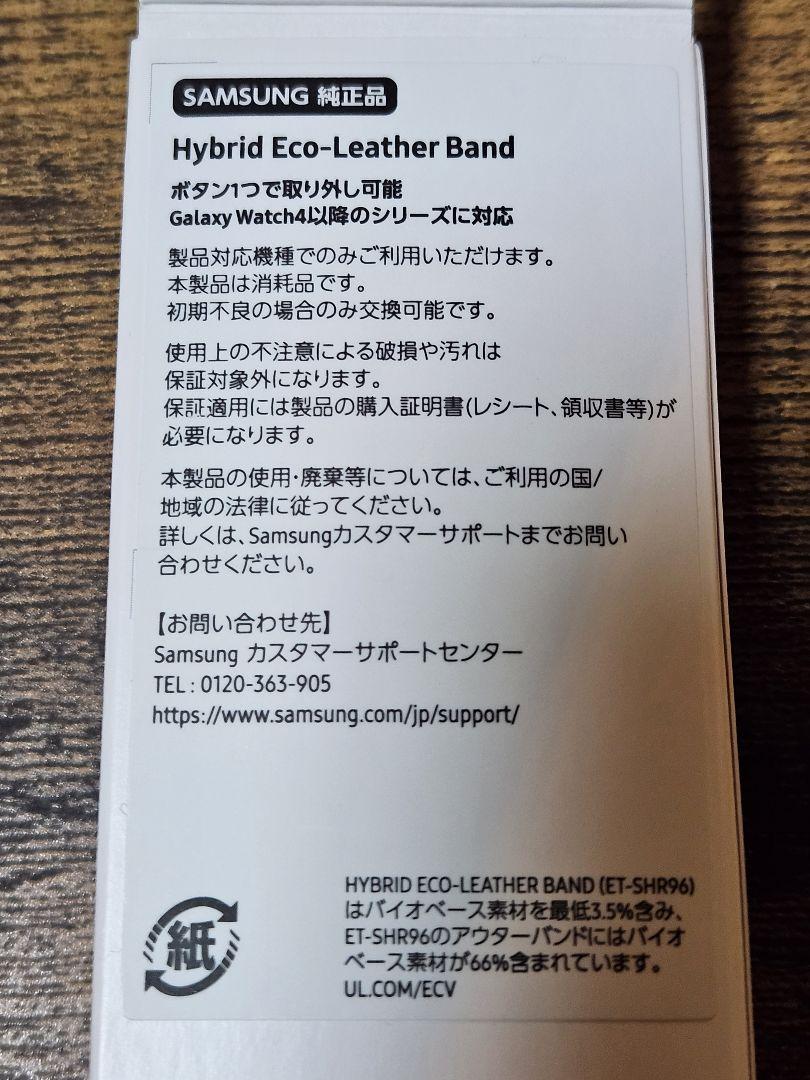 SAMSUNG 純正品
Hybrid Eco-Leather Band
ボタン1つで取り外し可能
Galaxy Watch4以降のシリーズに対応
製品対応機種でのみご利用いただけます。
本製品は消耗品です。
初期不良の場合のみ交換可能です。
使用上の不注意による破損や汚れは
保証対象外になります。
保証適用には製品の購入証明書(レシート、領収書等)が
必要になります。
本製品の使用・廃棄等については、ご利用の国/
地域の法律に従ってください。
詳しくは、Samsungカスタマーサポートまでお問い
合わせください。
【お問い合わせ先】
Samsung カスタマーサポートセンター
TEL : 0120-363-905
https://www.samsung.com/jp/support/
紙
HYBRID ECO-LEATHER BAND (ET-SHR96)
はバイオベース素材を最低3.5%含み、
ET-SHR96のアウターバンドにはバイオ
ベース素材が66%含まれています。
UL.COM/ECV